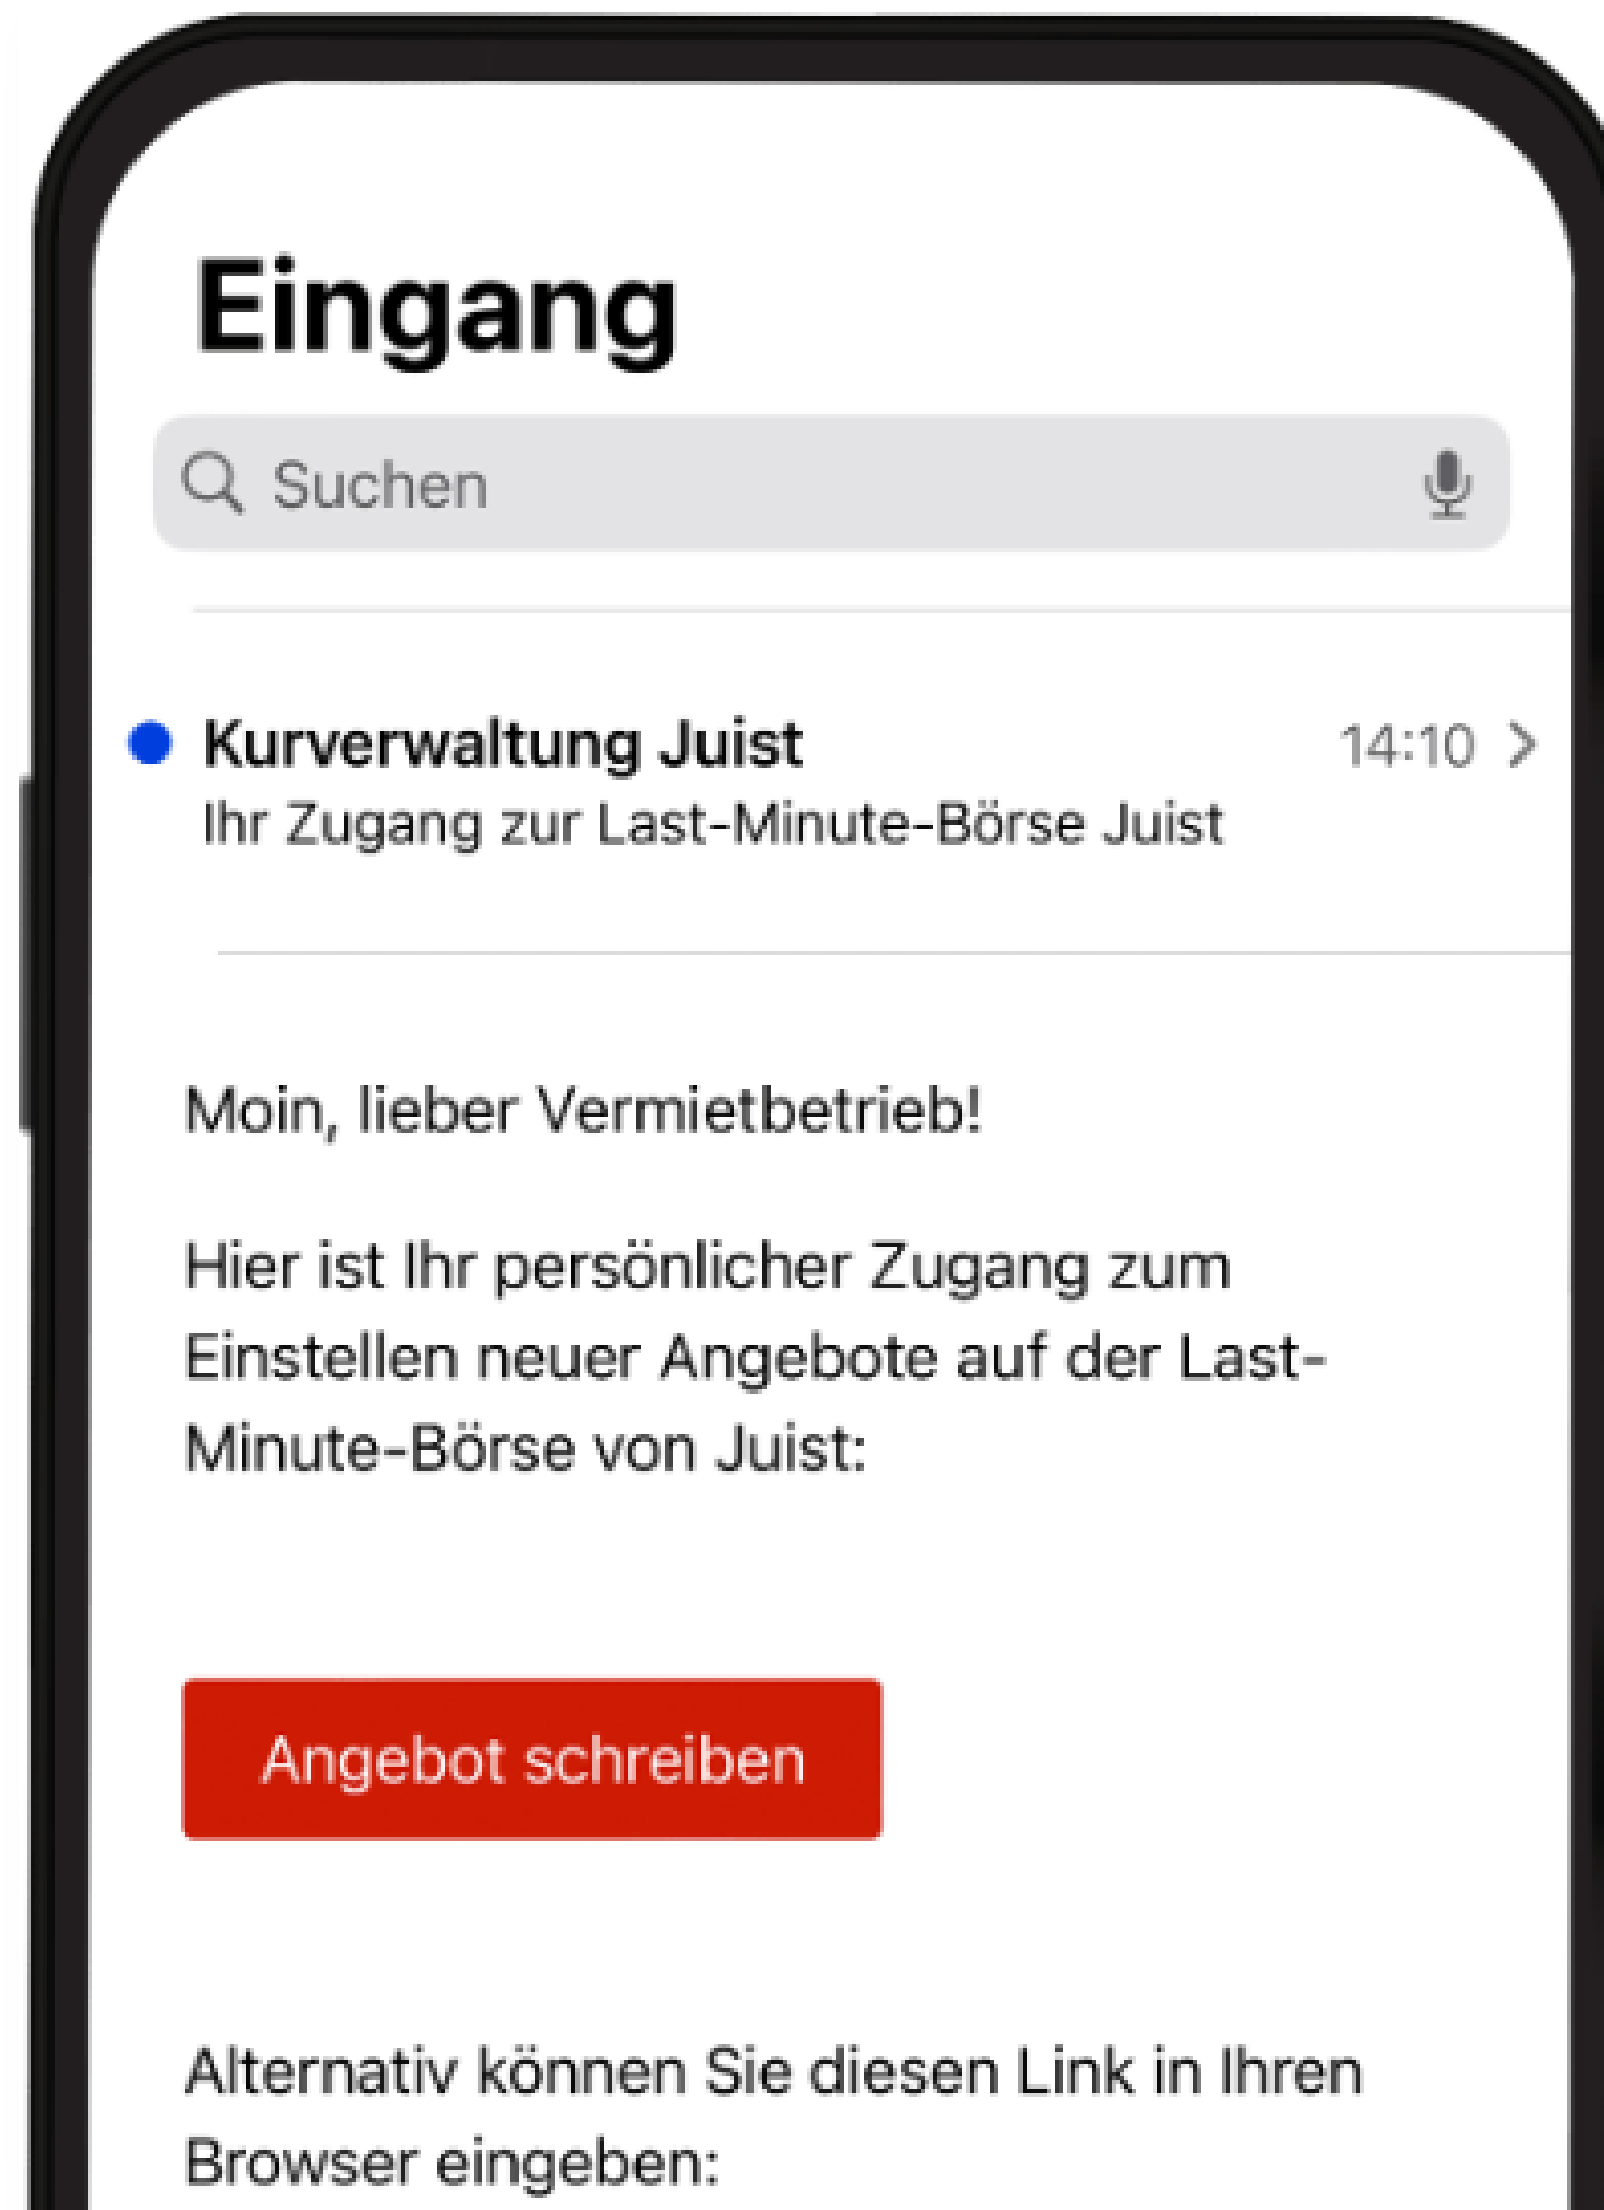 Eingang
Suchen
Kurverwaltung Juist 14:10
Ihr Zugang zur Last-Minute-Börse Juist
Moin, lieber Vermietbetrieb!
Hier ist Ihr persönlicher Zugang zum
Einstellen neuer Angebote auf der Last-
Minute-Börse von Juist:
Angebot schreiben
Alternativ können Sie diesen Link in Ihren
Browser eingeben: